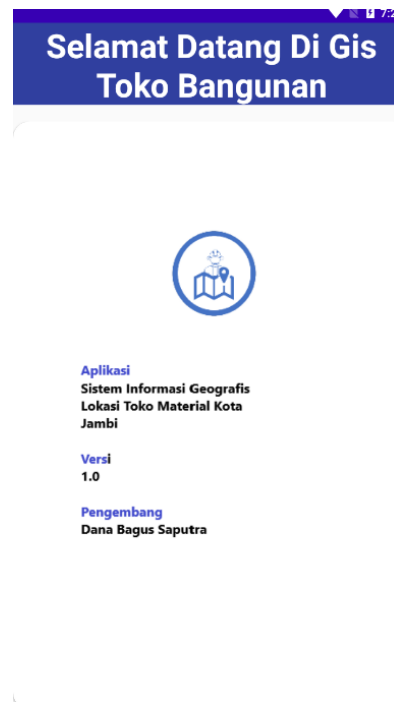 Selamat Datang Di Gis
Toko Bangunan
Aplikasi
Sistem Informasi Geografis
Lokasi Toko Material Kota
Jambi
Versi
1.0
Pengembang
Dana Bagus Saputra